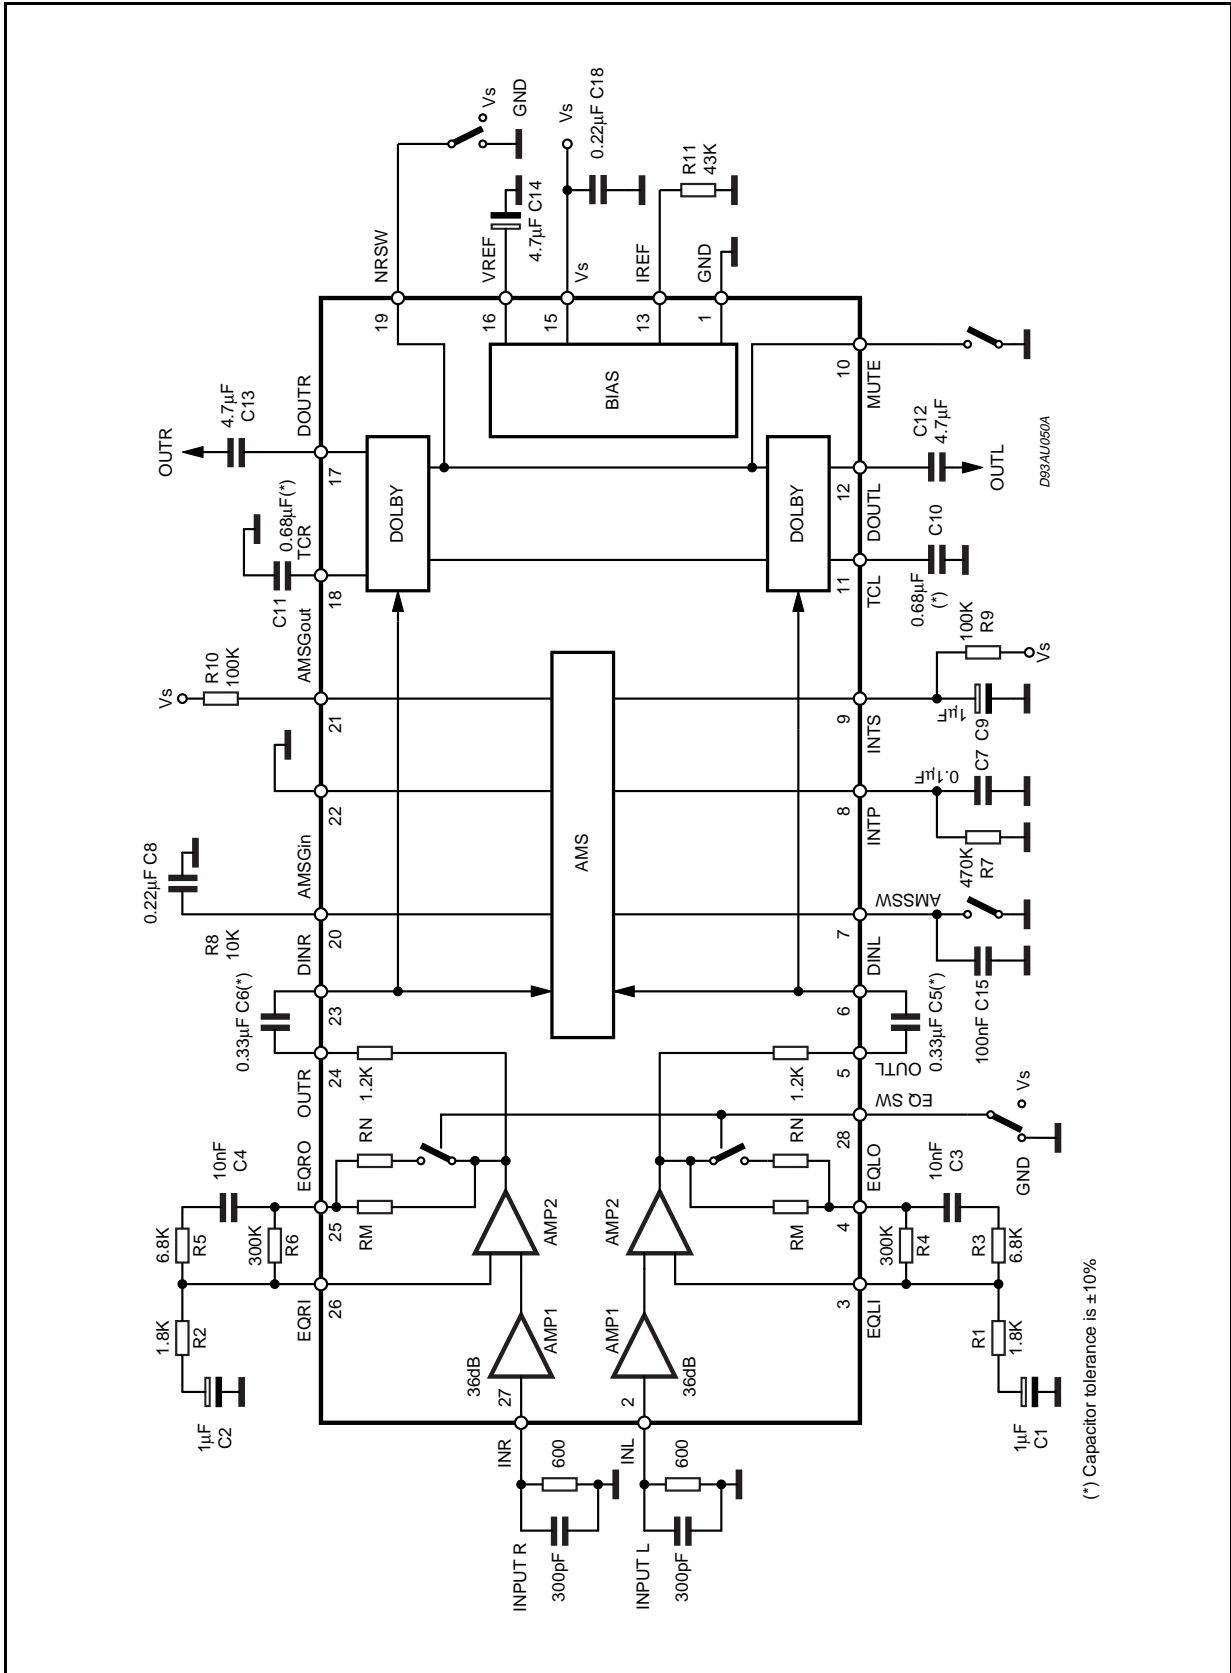 1µF
C2
1.8K
R2
6.8K
R5
10nF
C4
300K
R6
EQRI
26
EQRO
25
OUTR
24
0.33µF C6(*)
23
DINR
R8
10K
0.22µF C8
20
AMSGin
22
Vs
R10
100K
21
AMSGout
C11
0.68µF(*)
TCR
18
OUTR
4.7µF
C13
DOUTR
17
NRSW
19
Vs
GND
VREF
16
4.7µF C14
Vs
15
Vs
0.22µF C18
IREF
13
R11
43K
GND
1
INPUT R
300pF
600
INR
27
36dB
AMP1
AMP2
RM
RN
1.2K
AMS
DOLBY
BIAS
INPUT L
300pF
600
INL
2
36dB
AMP1
AMP2
RM
RN
1.2K
DOLBY
3
EQLI
4
EQLO
28
EQ SW
5
OUTL
6
DINL
7
AMSSW
8
INTP
9
INTS
11
TCL
12
DOUTL
10
MUTE
1µF
C1
R1
1.8K
R3
6.8K
300K
R4
10nF
C3
GND
Vs
0.33µF C5(*)
100nF C15
470K
R7
0.1µF
C7
1µF
C9
100K
R9
Vs
0.68µF
(*)
C10
C12
4.7µF
OUTL
D93AU050A
(*) Capacitor tolerance is ±10%